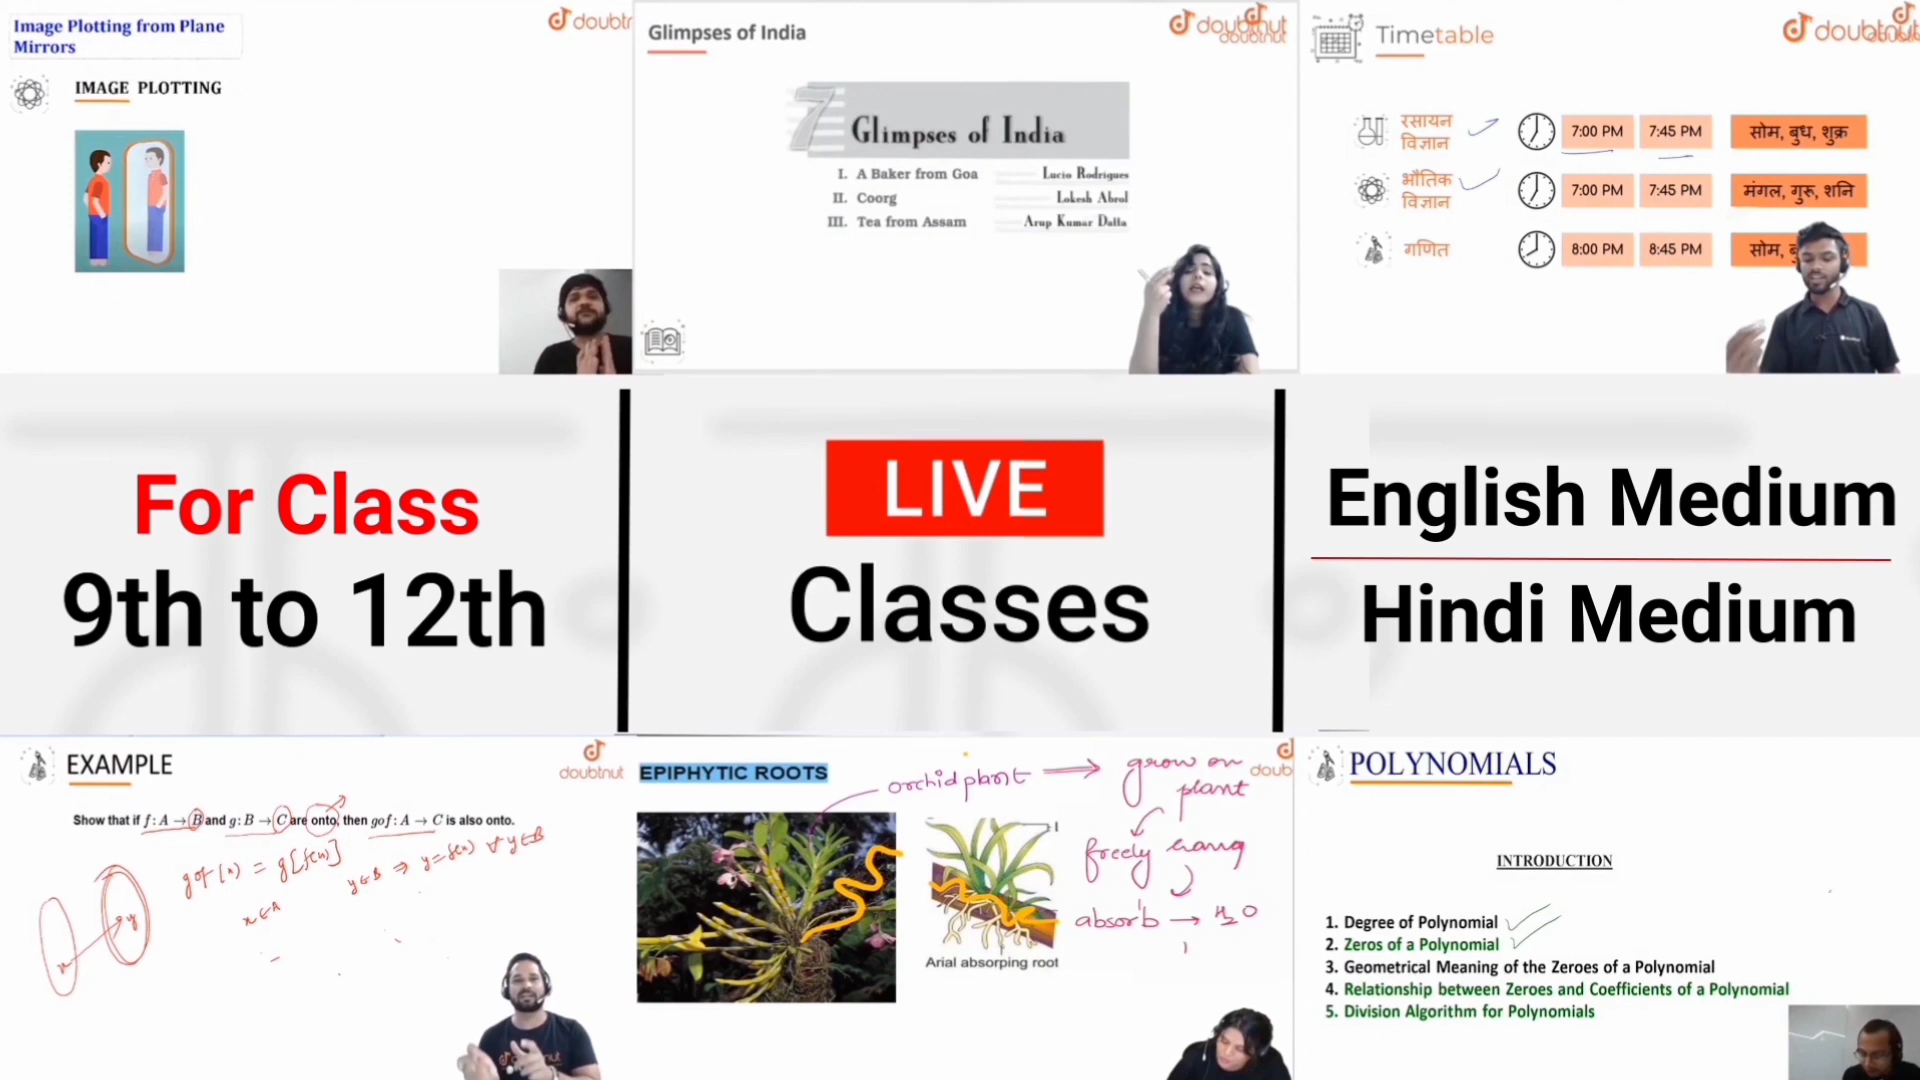 Image Plotting from Plane
Mirrors
IMAGE PLOTTING
Glimpses of India
doubtnut
7
Glimpses of India
I. A Baker from Goa Lucio Rodrigues
II. Coorg Lokesh Abrol
III. Tea from Assam Arup Kumar Datta
Timetable
रसायन
विज्ञान
7:00 PM 7:45 PM सोम, बुध, शुक्र
भौतिक
विज्ञान
7:00 PM 7:45 PM मंगल, गुरु, शनि
गणित 8:00 PM 8:45 PM सोम,
For Class
9th to 12th
LIVE
Classes
English Medium
Hindi Medium
EXAMPLE
doubtnut
Show that if f : A → B and g : B → C are onto, then gof : A → C is also onto.
gof(x) = g[f(x)]
x ∈ A
y ∈ B ⇒ y = f(x) ∀ y ∈ B
x
y
EPIPHYTIC ROOTS
orchid plant → grow on
plant
freely hang
absorb → H2O
Arial absorping root
POLYNOMIALS
INTRODUCTION
1. Degree of Polynomial
2. Zeros of a Polynomial
3. Geometrical Meaning of the Zeroes of a Polynomial
4. Relationship between Zeroes and Coefficients of a Polynomial
5. Division Algorithm for Polynomials